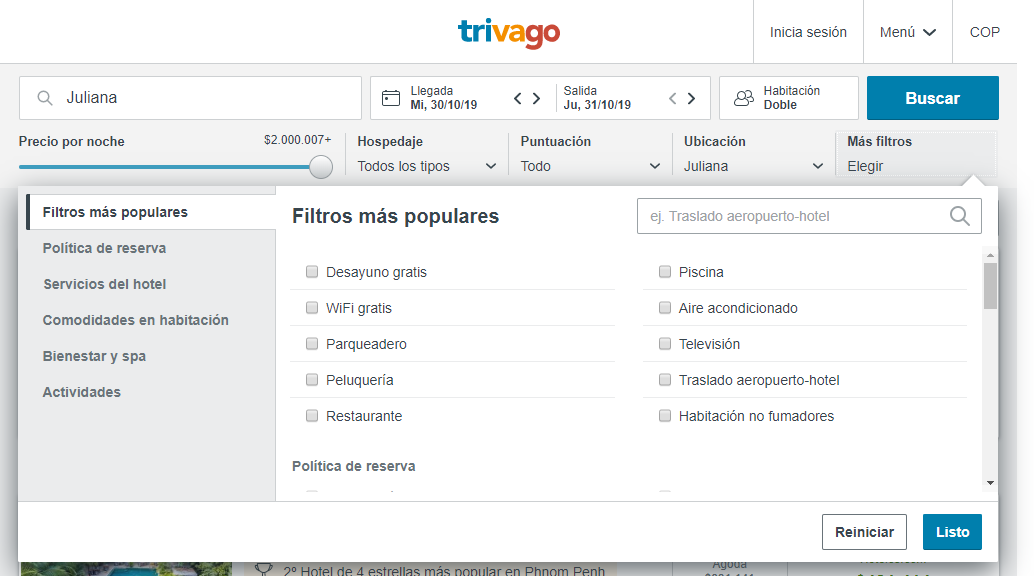 trivago
Inicia sesión
Menú
COP
Juliana
Llegada
Mi, 30/10/19
Salida
Ju, 31/10/19
Habitación
Doble
Buscar
Precio por noche
$2.000.007+
Hospedaje
Todos los tipos
Puntuación
Todo
Ubicación
Juliana
Más filtros
Elegir
Filtros más populares
Política de reserva
Servicios del hotel
Comodidades en habitación
Bienestar y spa
Actividades
Filtros más populares
ej. Traslado aeropuerto-hotel
Desayuno gratis
Piscina
WiFi gratis
Aire acondicionado
Parqueadero
Televisión
Peluquería
Traslado aeropuerto-hotel
Restaurante
Habitación no fumadores
Política de reserva
Reiniciar
Listo
2º Hotel de 4 estrellas más popular en Phnom Penh
Agoda